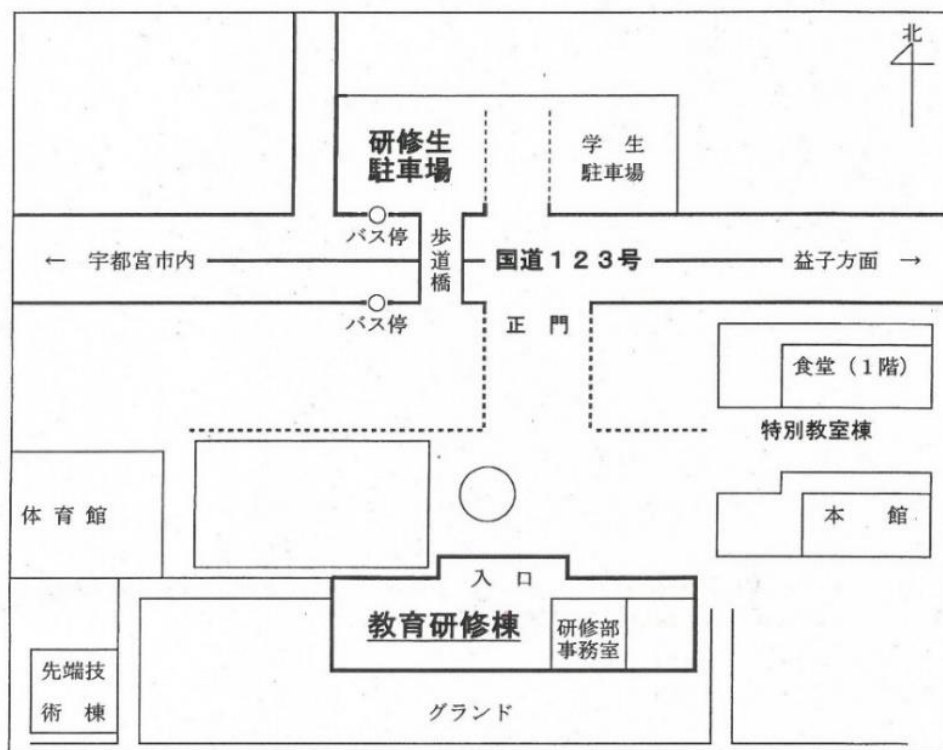 北
研修生
駐車場
学 生
駐車場
バス停
歩道橋
← 宇都宮市内
国道123号
益子方面 →
バス停
正 門
食堂（1階）
特別教室棟
体 育 館
本 館
入 口
教育研修棟
研修部
事務室
先端技
術 棟
グランド